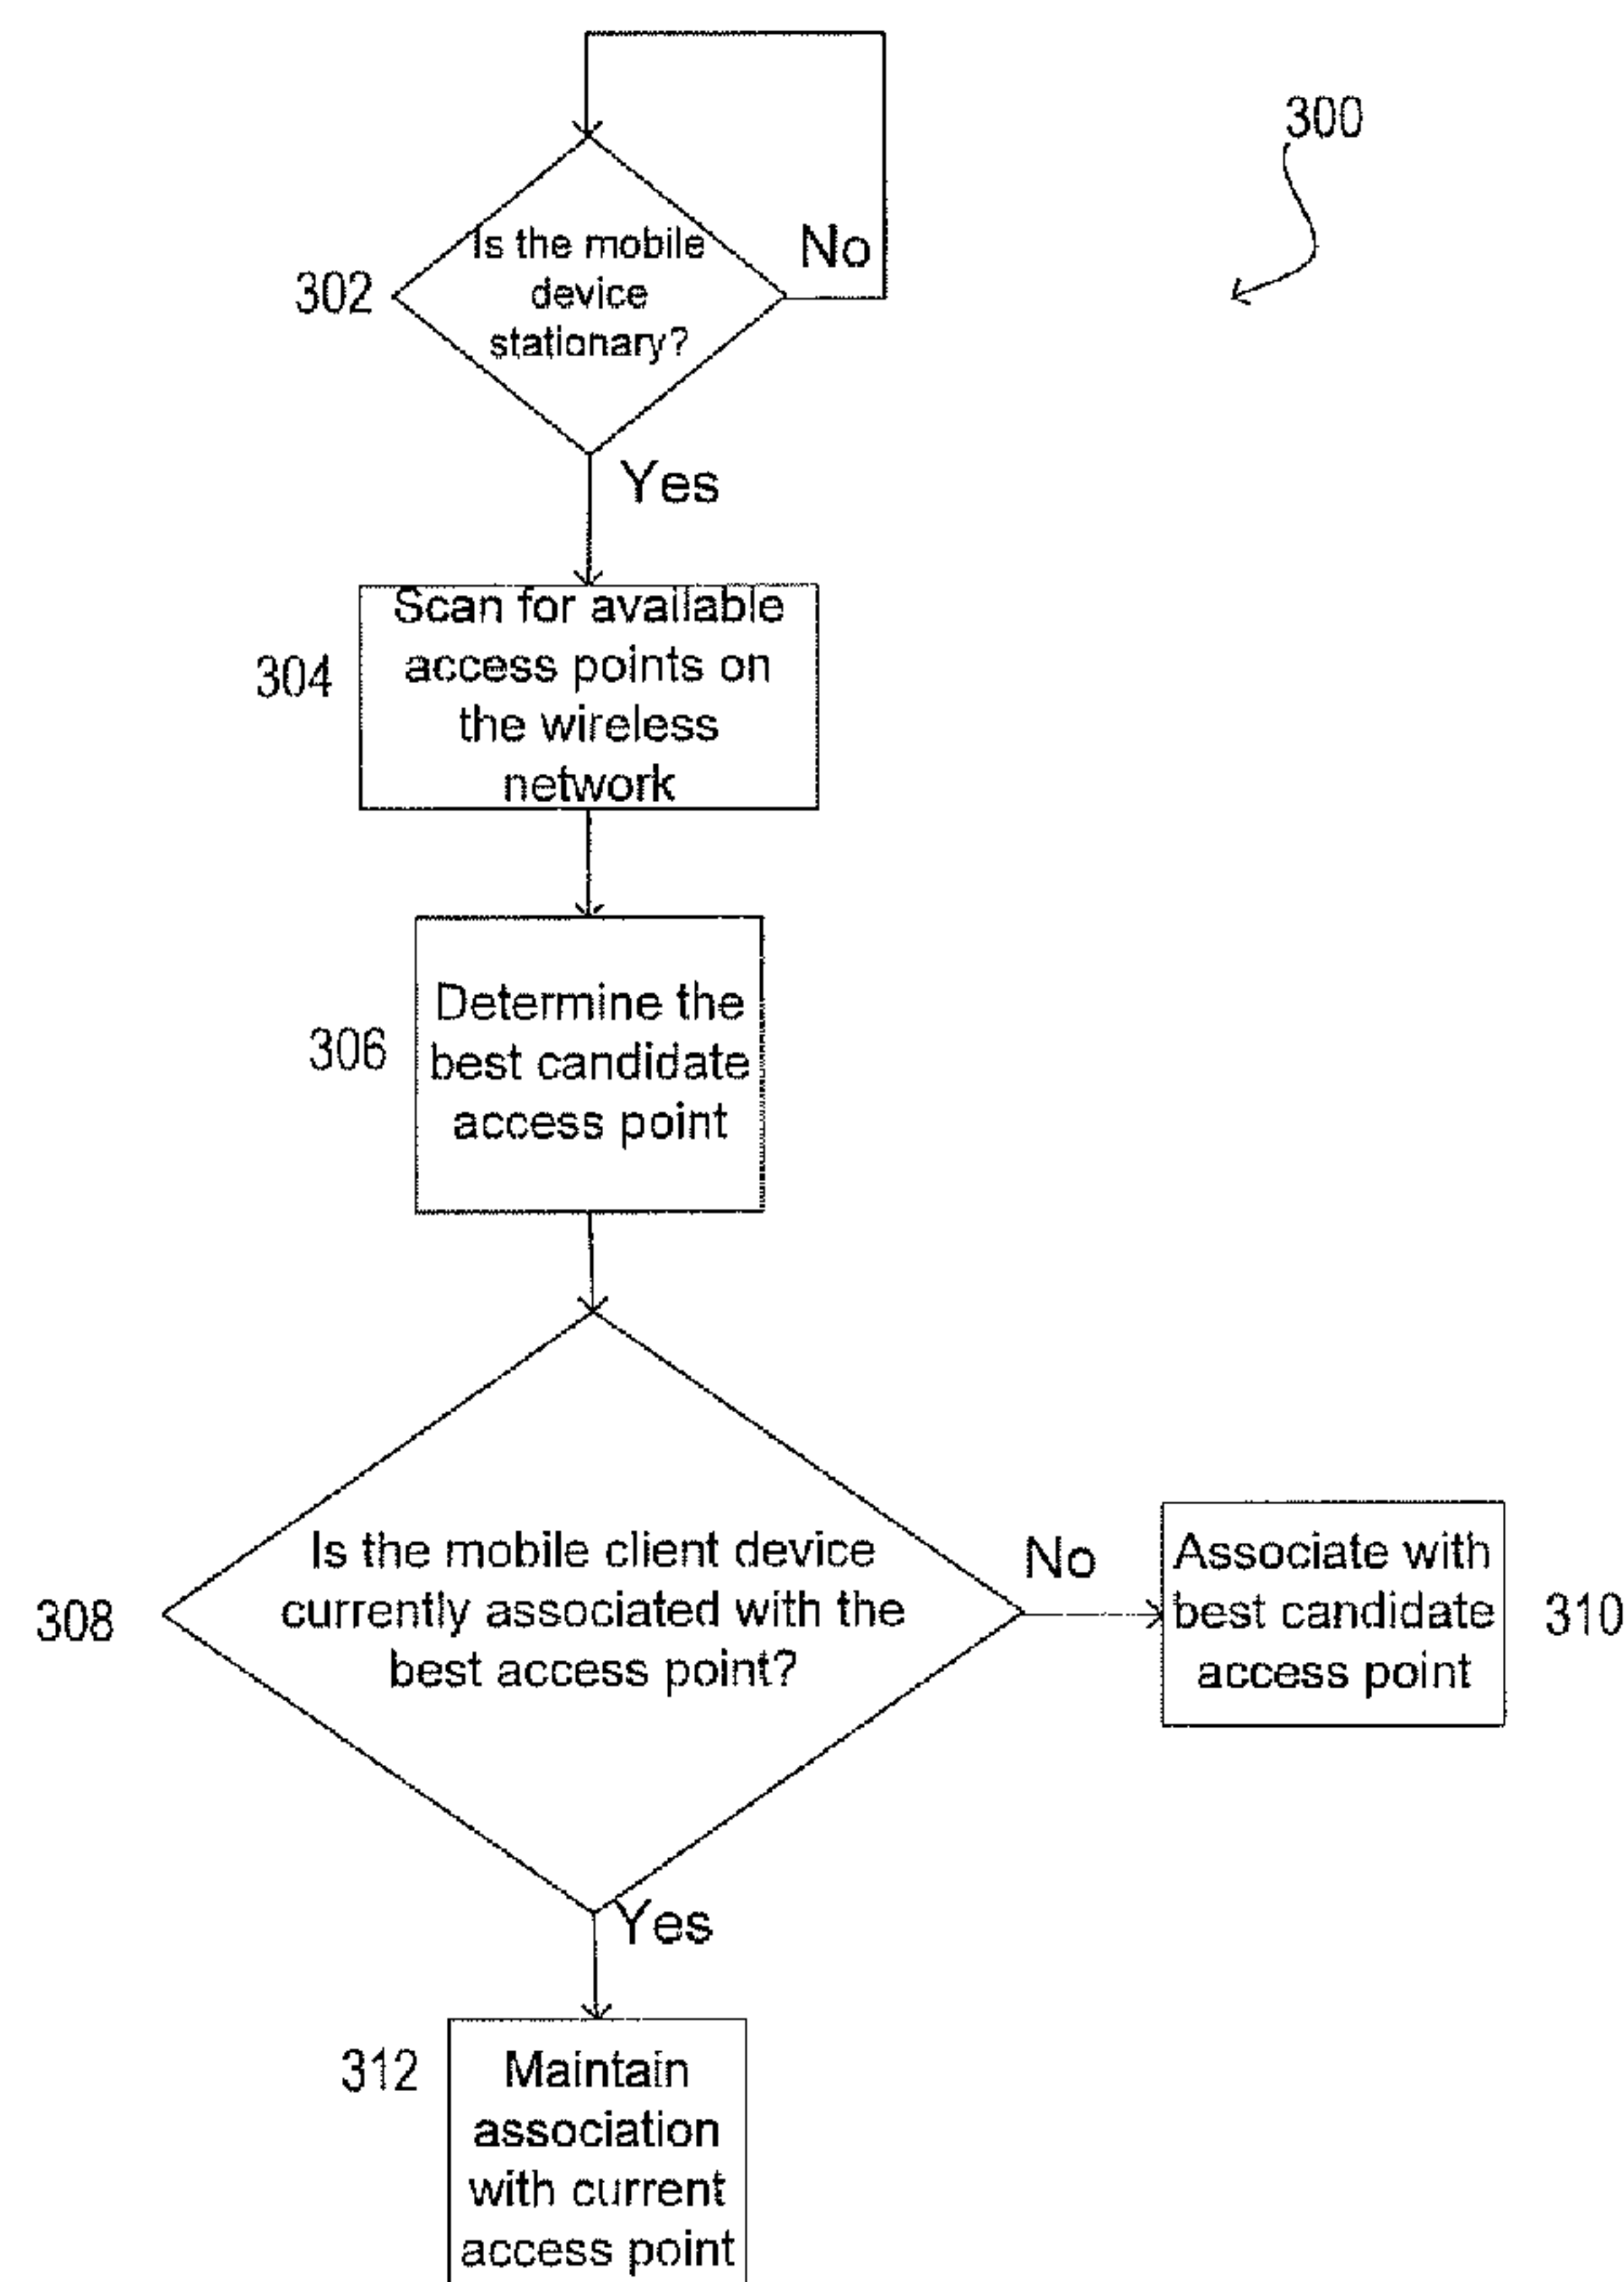 300
Is the mobile
device
stationary?
302
No
Yes
Scan for available
access points on
the wireless
network
304
Determine the
best candidate
access point
306
Is the mobile client device
currently associated with the
best access point?
308
No
Associate with
best candidate
access point
310
Yes
312
Maintain
association
with current
access point